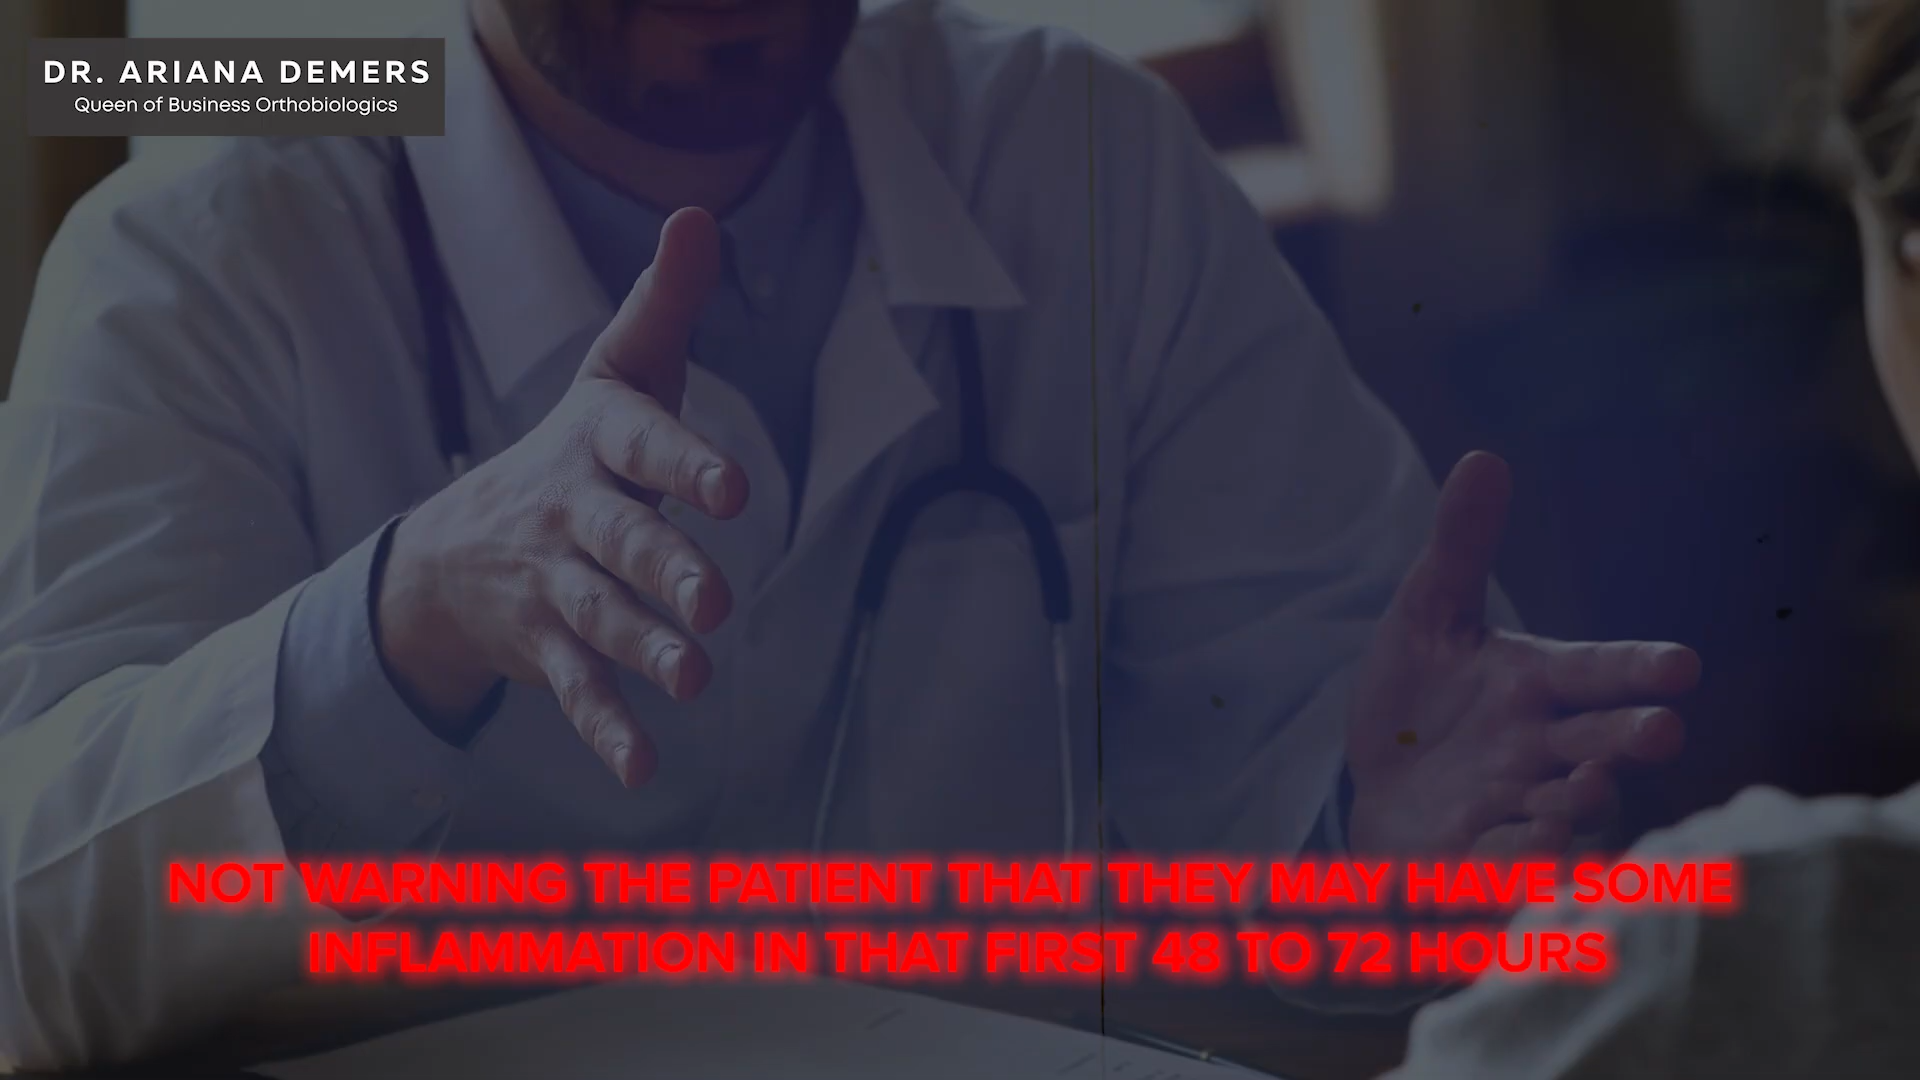 DR. ARIANA DEMERS
Queen of Business Orthobiologics
NOT WARNING THE PATIENT THAT THEY MAY HAVE SOME
INFLAMMATION IN THAT FIRST 48 TO 72 HOURS